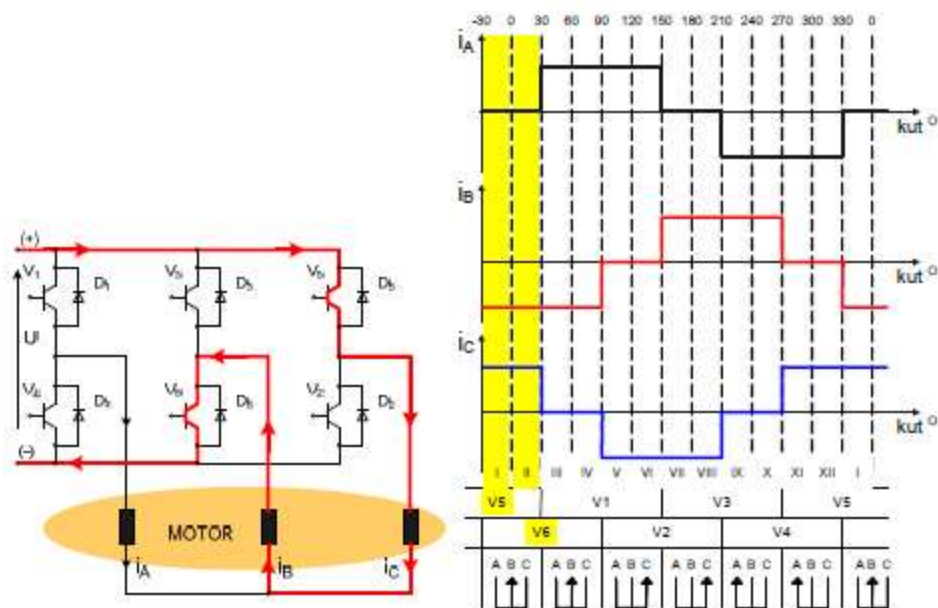 -30 0 30 60 90 120 150 180 210 240 270 300 330 0
iA
kut o
iB
kut o
iC
kut o
(+)
V1 D1 V3 D3 V5 D5
UI
V4 D4 V6 D6 V2 D2
(-)
MOTOR
iA iB iC
I II III IV V VI VII VIII IX X XI XII I
V5 V1 V3 V5
V6 V2 V4
A B C A B C A B C A B C A B C A B C A B C